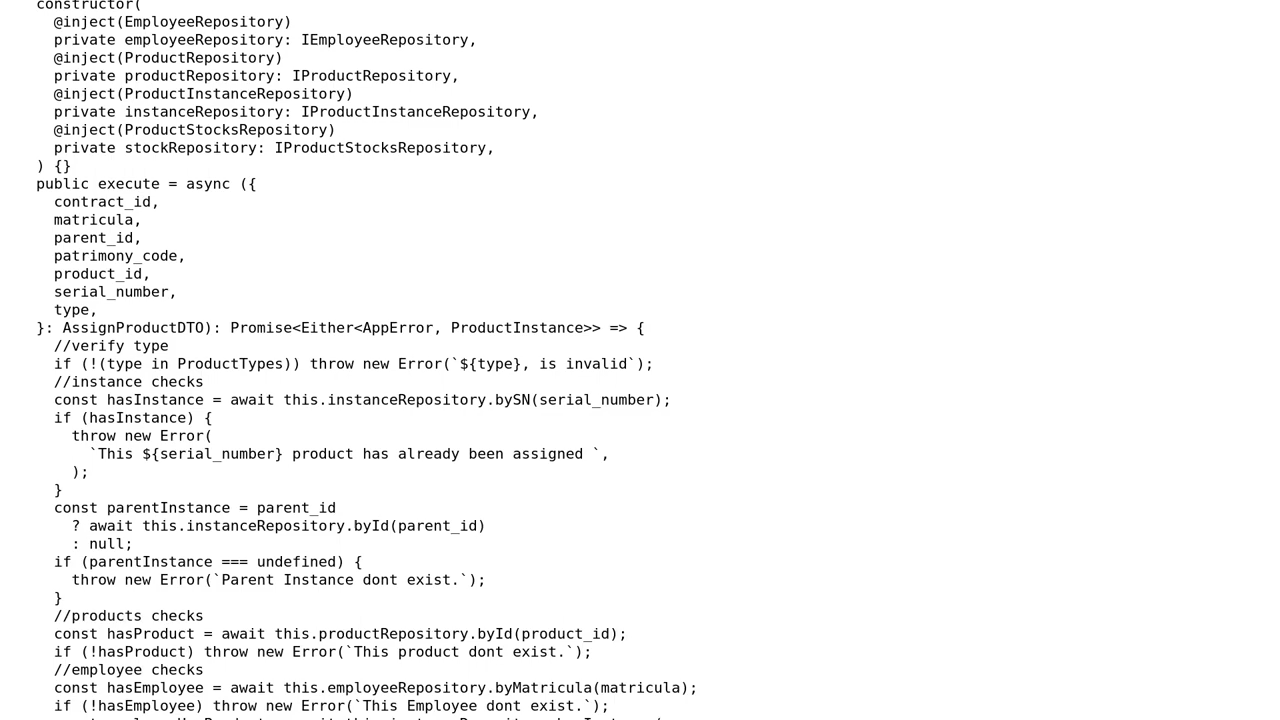 constructor(
@inject(EmployeeRepository)
private employeeRepository: IEmployeeRepository,
@inject(ProductRepository)
private productRepository: IProductRepository,
@inject(ProductInstanceRepository)
private instanceRepository: IProductInstanceRepository,
@inject(ProductStocksRepository)
private stockRepository: IProductStocksRepository,
) {}
public execute = async ({
contract_id,
matricula,
parent_id,
patrimony_code,
product_id,
serial_number,
type,
}: AssignProductDTO): Promise<Either<AppError, ProductInstance>> => {
//verify type
if (!(type in ProductTypes)) throw new Error(`${type}, is invalid`);
//instance checks
const hasInstance = await this.instanceRepository.bySN(serial_number);
if (hasInstance) {
throw new Error(
`This ${serial_number} product has already been assigned `,
);
}
const parentInstance = parent_id
? await this.instanceRepository.byId(parent_id)
: null;
if (parentInstance === undefined) {
throw new Error(`Parent Instance dont exist.`);
}
//products checks
const hasProduct = await this.productRepository.byId(product_id);
if (!hasProduct) throw new Error(`This product dont exist.`);
//employee checks
const hasEmployee = await this.employeeRepository.byMatricula(matricula);
if (!hasEmployee) throw new Error(`This Employee dont exist.`);